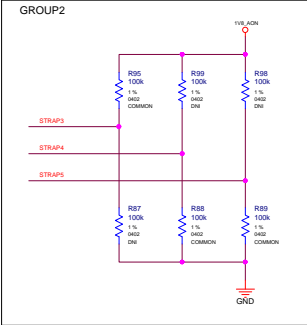 GROUP2
1V8_AON
R95
100k
1 %
0402
COMMON
R99
100k
1 %
0402
DNI
R98
100k
1 %
0402
DNI
STRAP3
STRAP4
STRAP5
R87
100k
1 %
0402
DNI
R88
100k
1 %
0402
COMMON
R89
100k
1 %
0402
COMMON
GND